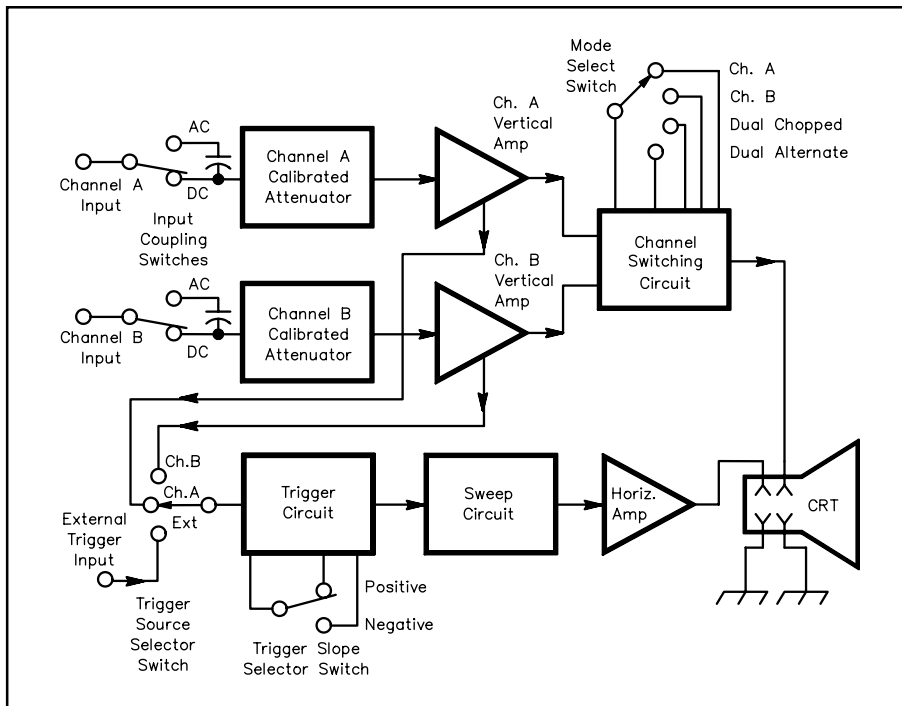 Mode
Select
Switch
Ch. A
Ch. B
Dual Chopped
Dual Alternate
Ch. A
Vertical
Amp
AC
DC
Channel A
Input
Input
Coupling
Switches
Channel A
Calibrated
Attenuator
Channel
Switching
Circuit
Ch. B
Vertical
Amp
AC
DC
Channel B
Input
Channel B
Calibrated
Attenuator
Ch.B
Ch.A
Ext
External
Trigger
Input
Trigger
Circuit
Sweep
Circuit
Horiz.
Amp
CRT
Positive
Negative
Trigger
Source
Selector
Switch
Trigger Slope
Selector Switch